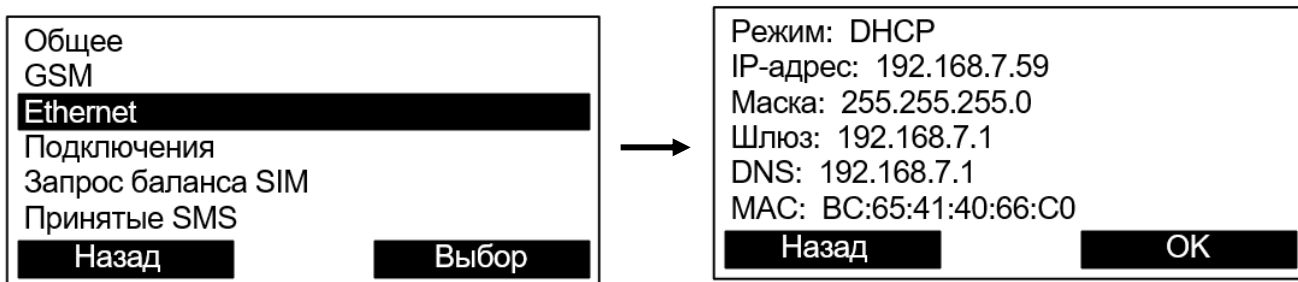 Общее
GSM
Ethernet
Подключения
Запрос баланса SIM
Принятые SMS
Назад Выбор
Режим: DHCP
IP-адрес: 192.168.7.59
Маска: 255.255.255.0
Шлюз: 192.168.7.1
DNS: 192.168.7.1
MAC: BC:65:41:40:66:C0
Назад OK